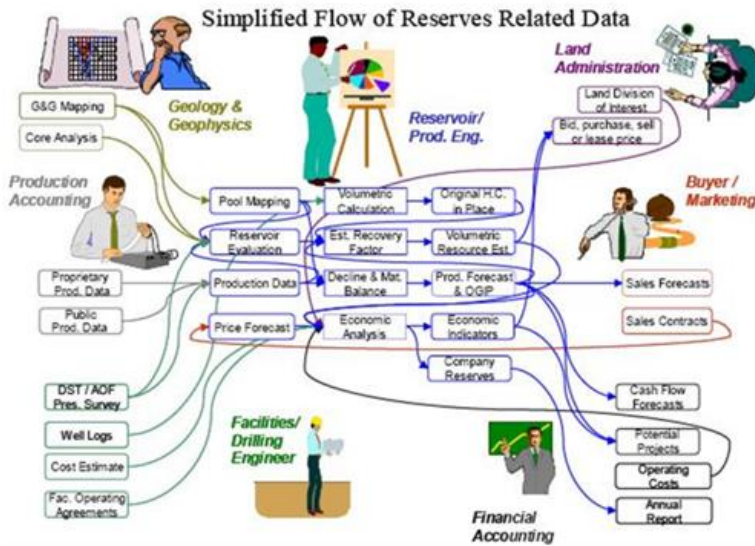 Simplified Flow of Reserves Related Data
Land
Administration
G&G Mapping
Geology &
Geophysics
Land Division
of Interest
Core Analysis
Reservoir/
Prod. Eng.
Bid, purchase, sell
or lease price
Production
Accounting
Buyer /
Marketing
Pool Mapping
Volumetric
Calculation
Original H.C.
in Place
Reservoir
Evaluation
Est. Recovery
Factor
Volumetric
Resource Est.
Proprietary
Prod. Data
Production Data
Decline & Mat.
Balance
Prod. Forecast
& OGIP
Sales Forecasts
Public
Prod. Data
Price Forecast
Economic
Analysis
Economic
Indicators
Sales Contracts
Company
Reserves
DST / AOF
Pres. Survey
Cash Flow
Forecasts
Well Logs
Facilities/
Drilling
Engineer
Potential
Projects
Cost Estimate
Operating
Costs
Fac. Operating
Agreements
Financial
Accounting
Annual
Report